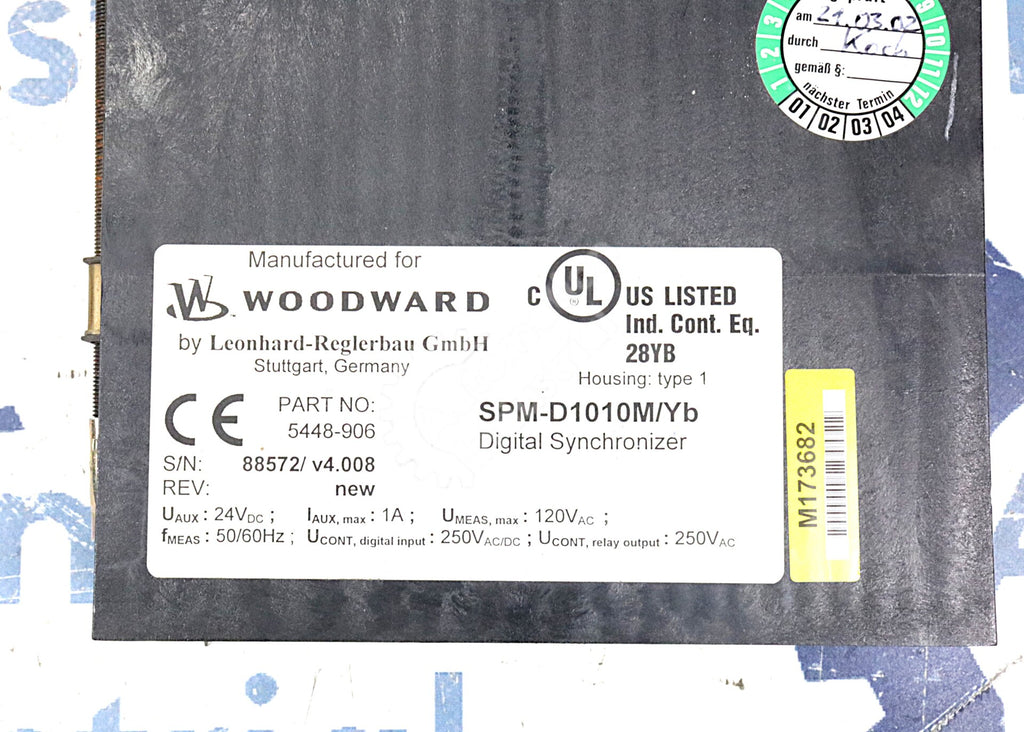 am 21.03.02
durch Koch
gemäß §:
nächster Termin
1 2 3 9 10 11 12
01 02 03 04
Manufactured for
WOODWARD
by Leonhard-Reglerbau GmbH
Stuttgart, Germany
C UL US LISTED
Ind. Cont. Eq.
28YB
Housing: type 1
CE
PART NO:
5448-906
SPM-D1010M/Yb
Digital Synchronizer
S/N: 88572/ v4.008
REV: new
UAUX : 24VDC ; IAUX, max : 1A ; UMEAS, max : 120VAC ;
fMEAS : 50/60Hz ; UCONT, digital input : 250VAC/DC ; UCONT, relay output : 250VAC
M173682